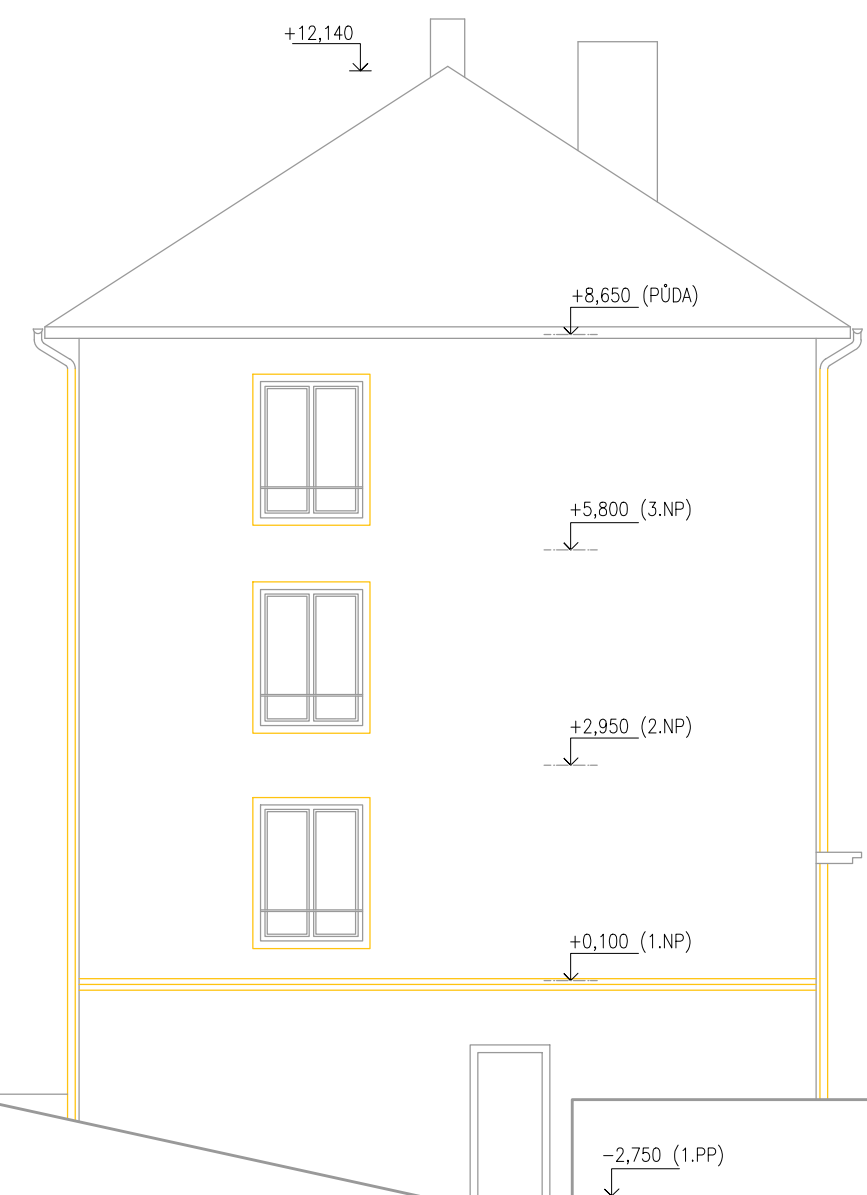 +12,140
+8,650 (PŮDA)
+5,800 (3.NP)
+2,950 (2.NP)
+0,100 (1.NP)
-2,750 (1.PP)